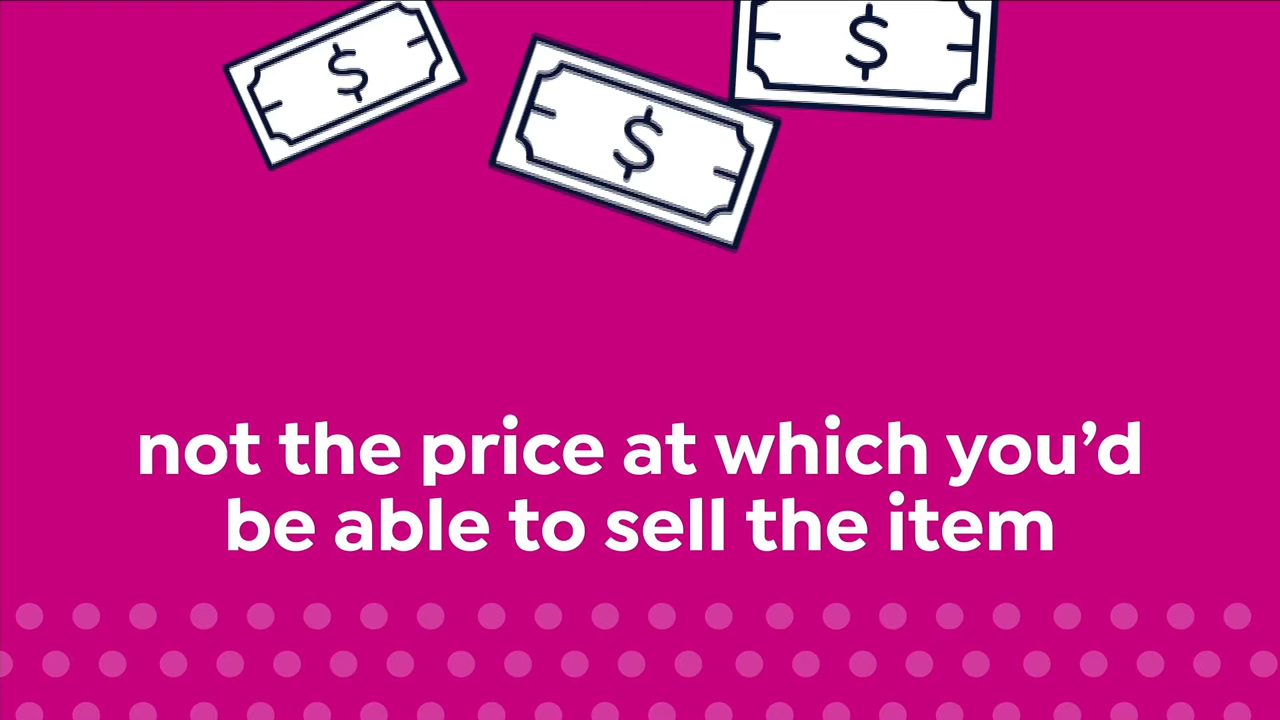 $
$
$
not the price at which you’d
be able to sell the item